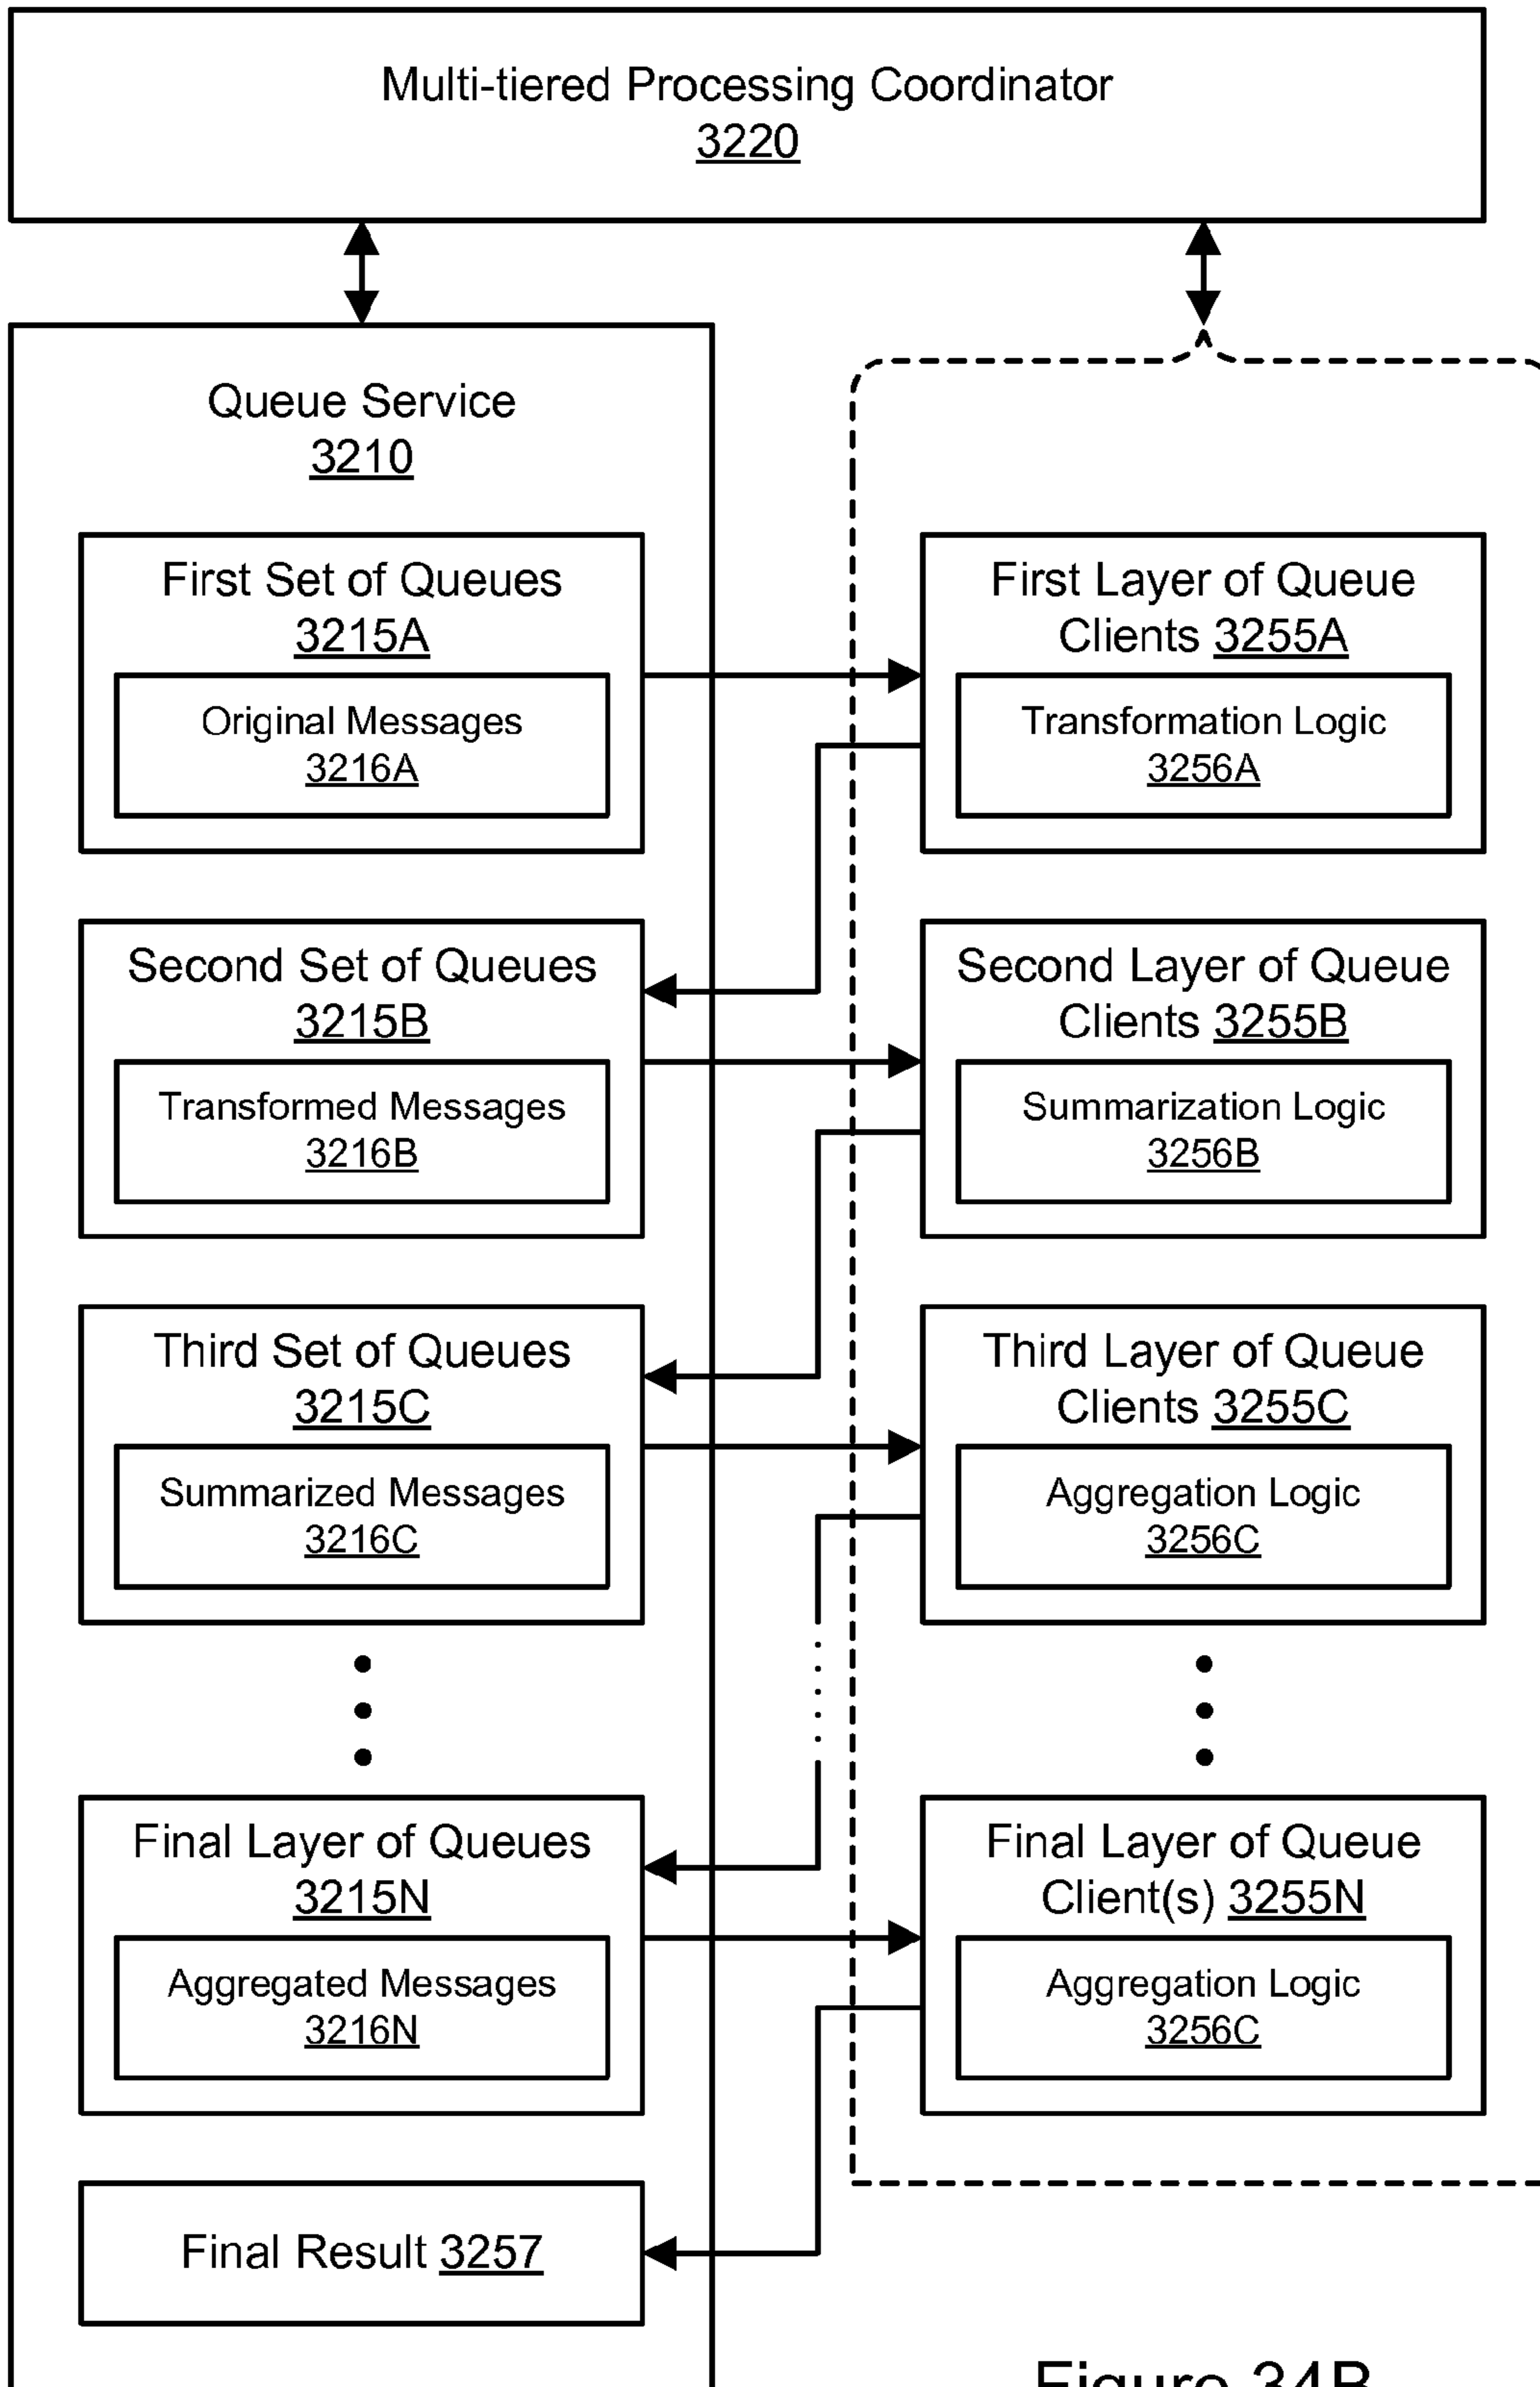 Multi-tiered Processing Coordinator
3220
Queue Service
3210
First Set of Queues
3215A
Original Messages
3216A
First Layer of Queue
Clients 3255A
Transformation Logic
3256A
Second Set of Queues
3215B
Transformed Messages
3216B
Second Layer of Queue
Clients 3255B
Summarization Logic
3256B
Third Set of Queues
3215C
Summarized Messages
3216C
Third Layer of Queue
Clients 3255C
Aggregation Logic
3256C
Final Layer of Queues
3215N
Aggregated Messages
3216N
Final Layer of Queue
Client(s) 3255N
Aggregation Logic
3256C
Final Result 3257
Figure 34B